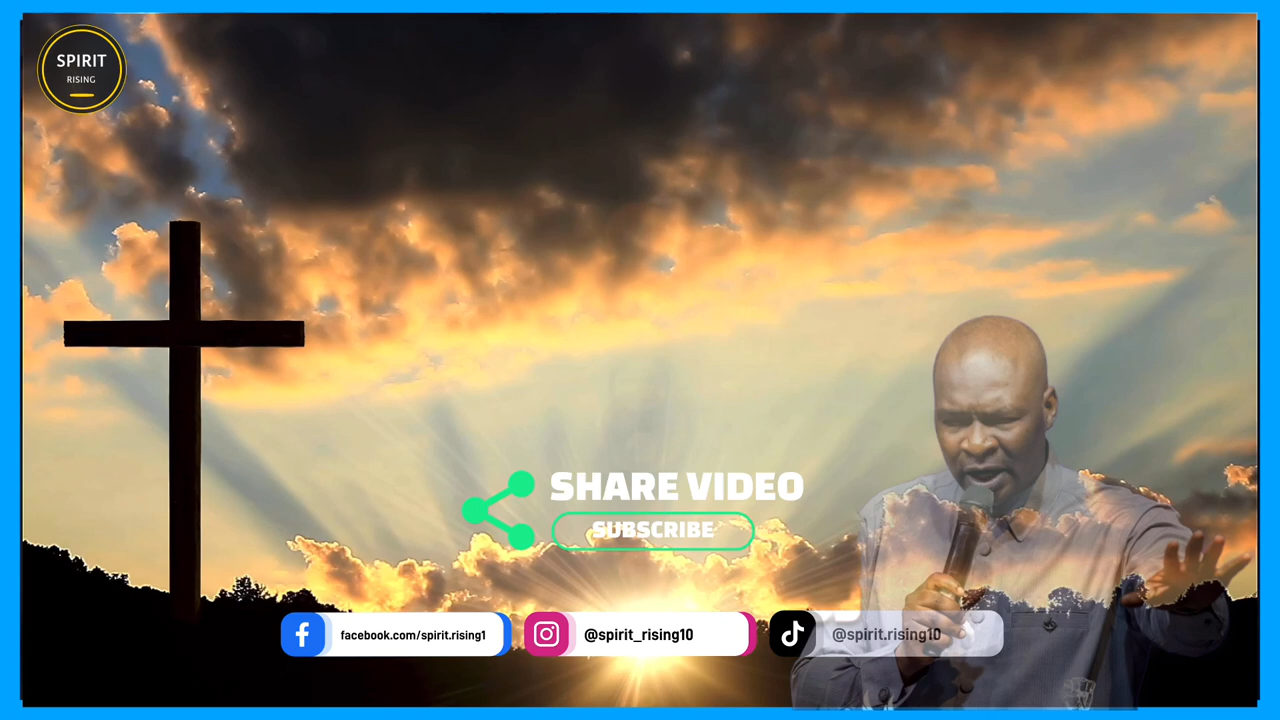 SPIRIT
RISING
SHARE VIDEO
SUBSCRIBE
facebook.com/spirit.rising1
@spirit_rising10
@spirit.rising10